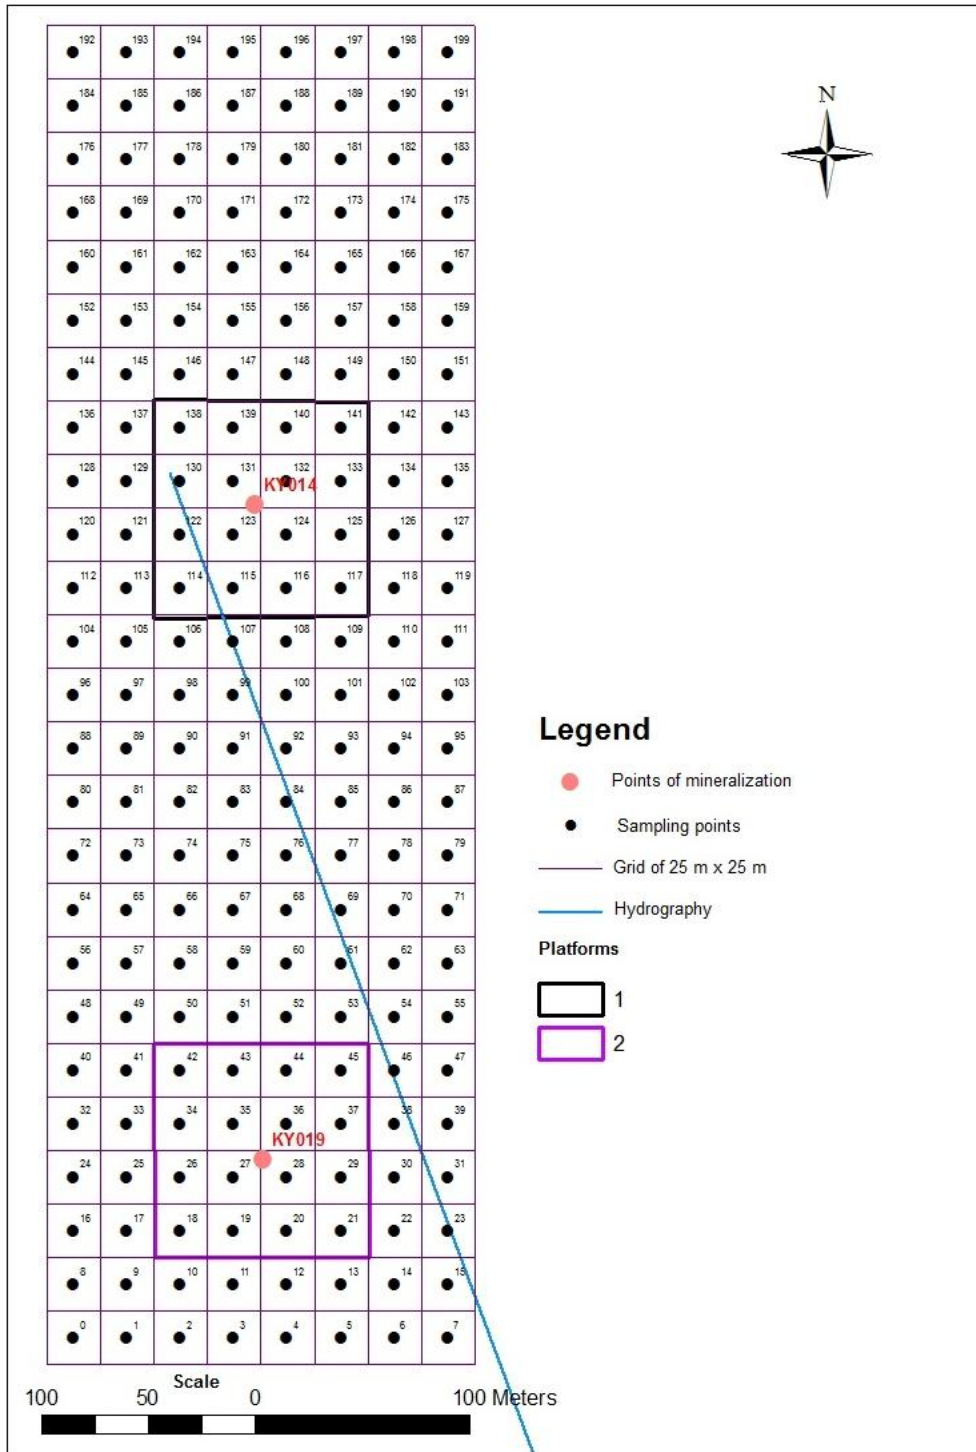 192 193 194 195 196 197 198 199
N
184 185 186 187 188 189 190 191
176 177 178 179 180 181 182 183
168 169 170 171 172 173 174 175
160 161 162 163 164 165 166 167
152 153 154 155 156 157 158 159
144 145 146 147 148 149 150 151
136 137 138 139 140 141 142 143
128 129 130 131 132 133 134 135
KY014
120 121 122 123 124 125 126 127
112 113 114 115 116 117 118 119
104 105 106 107 108 109 110 111
96 97 98 99 100 101 102 103
88 89 90 91 92 93 94 95
80 81 82 83 84 85 86 87
72 73 74 75 76 77 78 79
64 65 66 67 68 69 70 71
56 57 58 59 60 61 62 63
48 49 50 51 52 53 54 55
40 41 42 43 44 45 46 47
32 33 34 35 36 37 38 39
KY019
24 25 26 27 28 29 30 31
16 17 18 19 20 21 22 23
8 9 10 11 12 13 14 15
0 1 2 3 4 5 6 7
Legend
Points of mineralization
Sampling points
Grid of 25 m x 25 m
Hydrography
Platforms
1
2
Scale
100 50 0 100 Meters